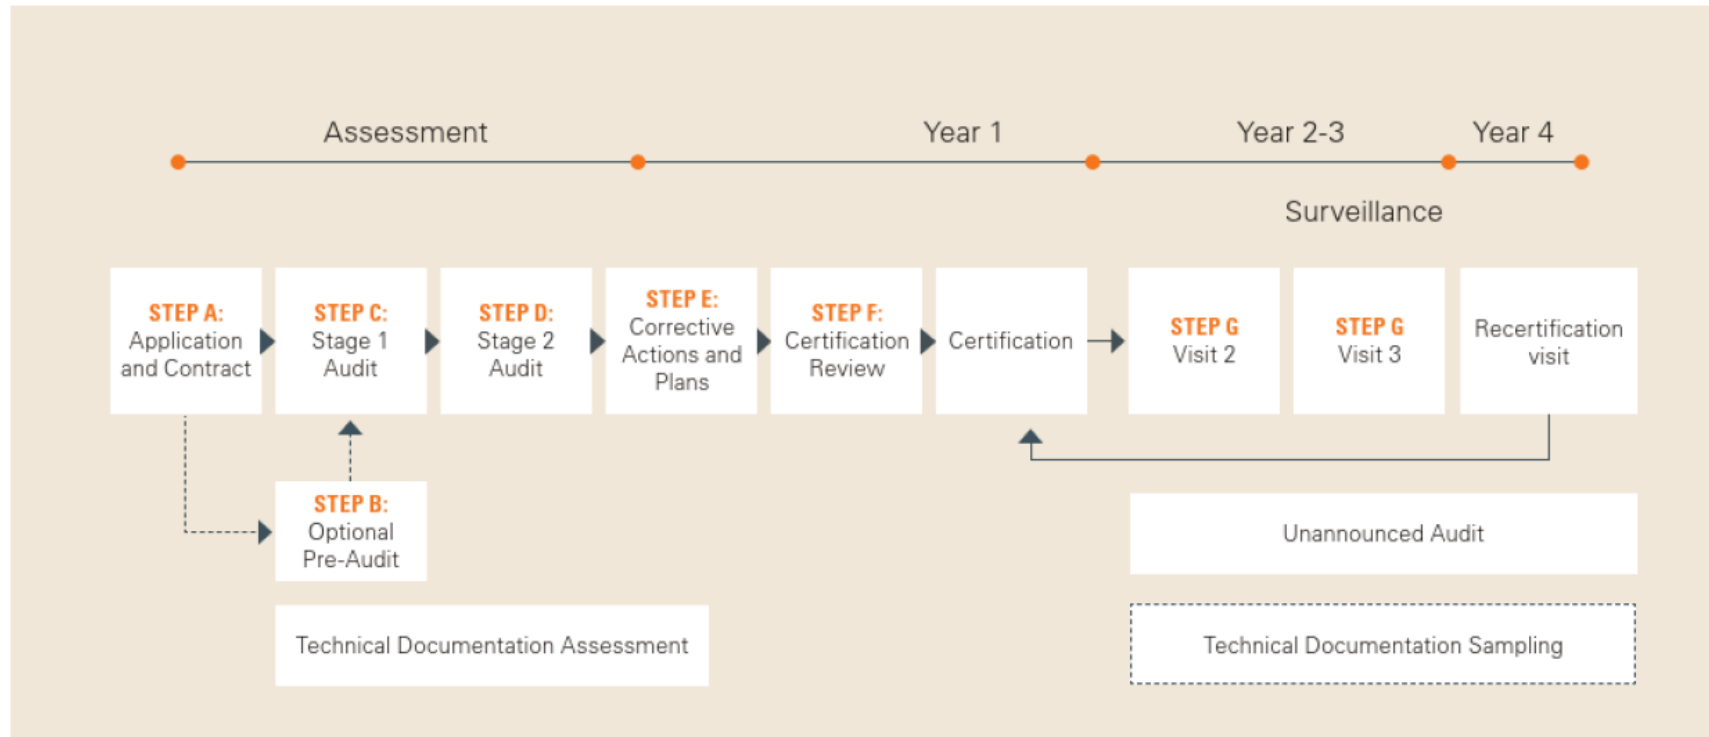 Assessment
Year 1
Year 2-3
Year 4
Surveillance
STEP A:
Application
and Contract
STEP C:
Stage 1
Audit
STEP D:
Stage 2
Audit
STEP E:
Corrective
Actions and
Plans
STEP F:
Certification
Review
Certification
STEP G
Visit 2
STEP G
Visit 3
Recertification
visit
STEP B:
Optional
Pre-Audit
Unannounced Audit
Technical Documentation Assessment
Technical Documentation Sampling